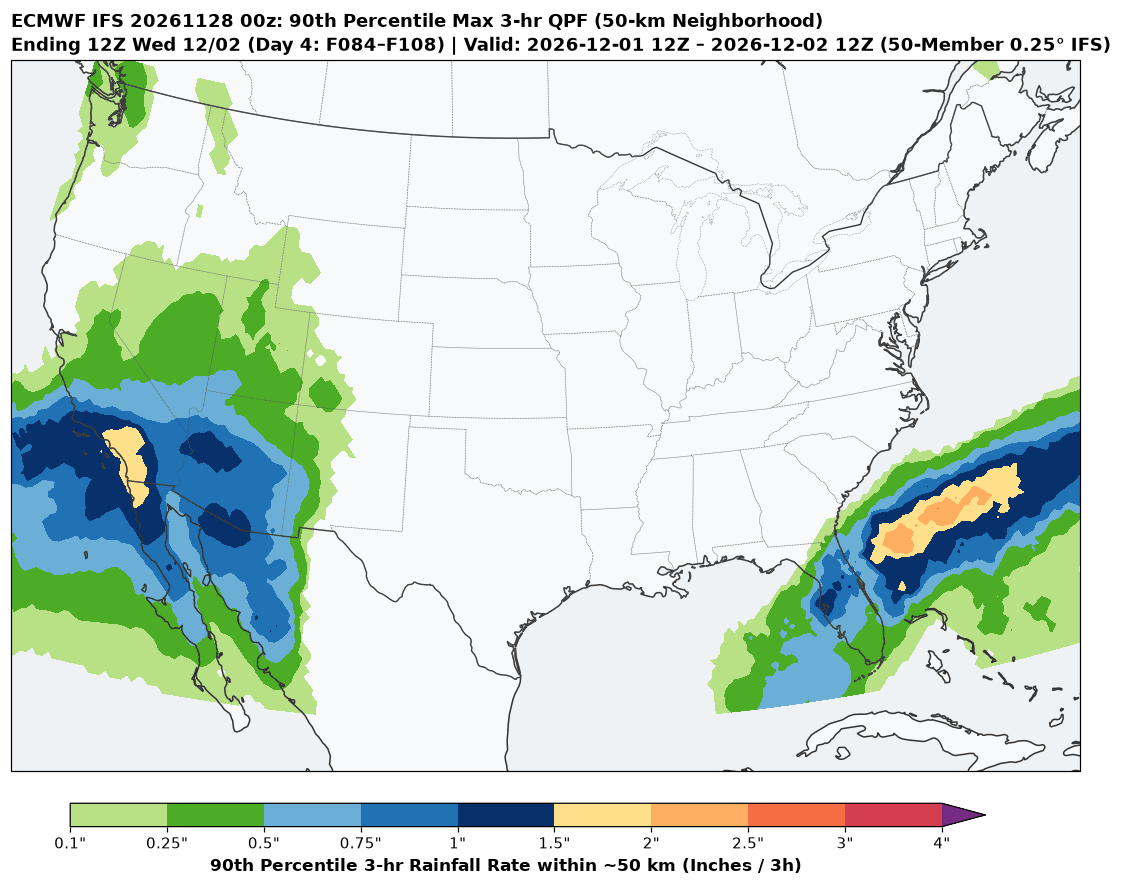 ECMWF IFS 20261128 00z: 90th Percentile Max 3-hr QPF (50-km Neighborhood)
Ending 12Z Wed 12/02 (Day 4: F084–F108) | Valid: 2026-12-01 12Z – 2026-12-02 12Z (50-Member 0.25° IFS)
0.1" 0.25" 0.5" 0.75" 1" 1.5" 2" 2.5" 3" 4"
90th Percentile 3-hr Rainfall Rate within ~50 km (Inches / 3h)